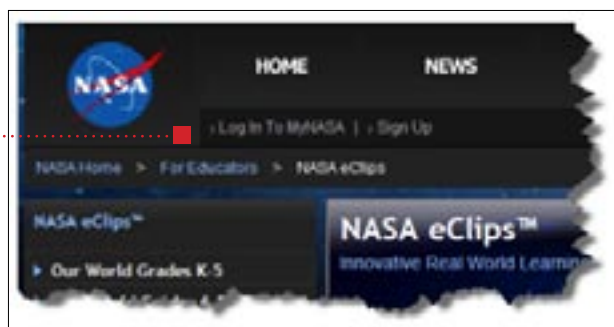 NASA
HOME NEWS
› Log In To MyNASA | › Sign Up
NASA Home > For Educators > NASA eClips
NASA eClips™
Our World Grades K-5
NASA eClips™
Innovative Real World Learning